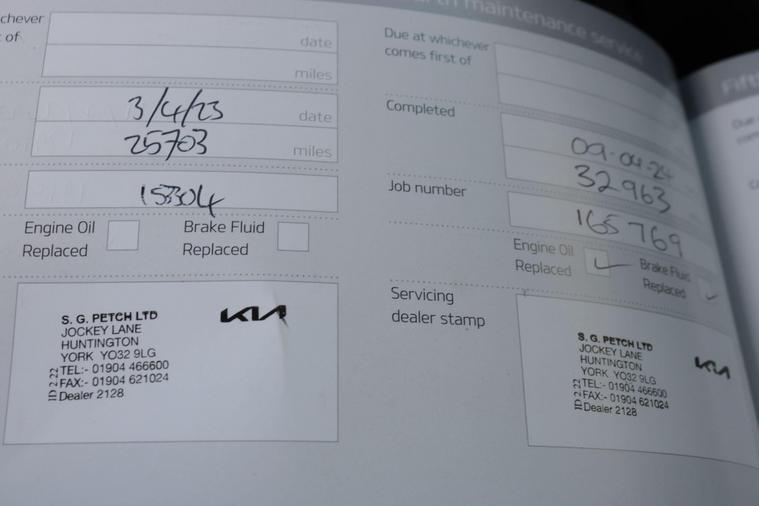 chever
of
date
miles
3/4/23
date
25703
miles
Engine Oil
Replaced
Brake Fluid
Replaced
S. G. PETCH LTD
JOCKEY LANE
HUNTINGTON
YORK YO32 9LG
TEL:- 01904 466600
FAX:- 01904 621024
Dealer 2128
KIA
maintenance service
Due at whichever
comes first of
Completed
09-04-24
32963
Job number
165769
Engine Oil
Replaced
Brake Fluid
Replaced
Servicing
dealer stamp
S. G. PETCH LTD
JOCKEY LANE
HUNTINGTON
YORK YO32 9LG
TEL:- 01904 466600
FAX:- 01904 621024
Dealer 2128
KIA